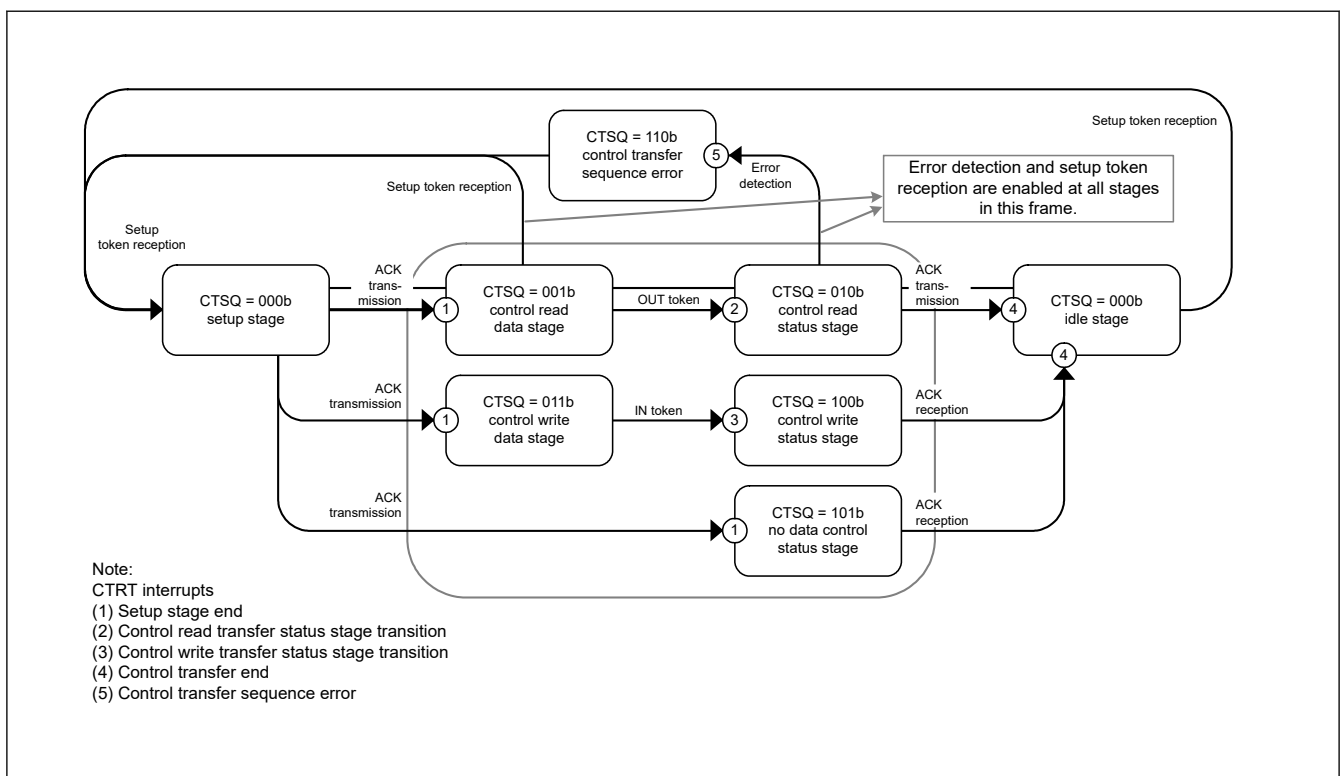 Setup token reception
CTSQ = 110b
control transfer
sequence error
5
Error
detection
Error detection and setup token
reception are enabled at all stages
in this frame.
Setup token reception
Setup
token reception
CTSQ = 000b
setup stage
ACK
trans-
mission
1
CTSQ = 001b
control read
data stage
OUT token
2
CTSQ = 010b
control read
status stage
ACK
trans-
mission
4
CTSQ = 000b
idle stage
4
ACK
transmission
1
CTSQ = 011b
control write
data stage
IN token
3
CTSQ = 100b
control write
status stage
ACK
reception
ACK
transmission
1
CTSQ = 101b
no data control
status stage
ACK
reception
Note:
CTRT interrupts
(1) Setup stage end
(2) Control read transfer status stage transition
(3) Control write transfer status stage transition
(4) Control transfer end
(5) Control transfer sequence error